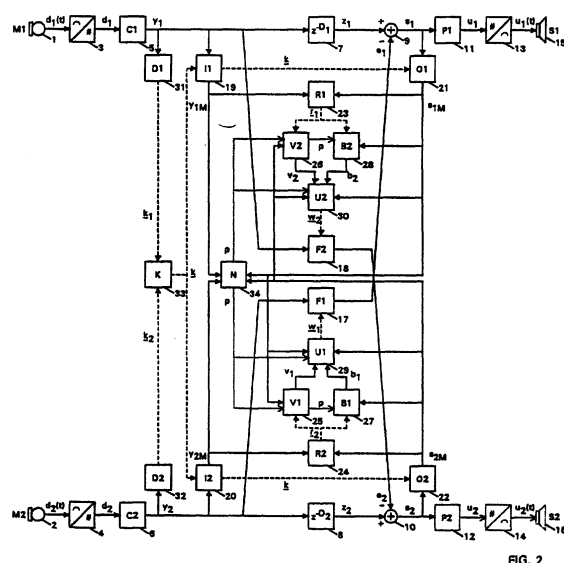 M1 d1(t) # d1 C1 y1 z-D1 z1 + s1 P1 u1 # u1(t) S1
1 3 5 7 - e1 9 11 13 15
D1 I1 k O1
31 19 21
y1M R1 s1M
23
r1
V2 p B2
26 28
v2 b2
k1 U2
30
w2
p F2
18
K k N
33 34
p F1
17
k2 w1
U1
29
v1 b1
V1 p B1
25 27
r2
y2M R2 s2M
24
D2 I2 k O2
32 20 22
e2
M2 d2(t) # d2 C2 y2 z-D2 z2 - + s2 P2 u2 # u2(t) S2
2 4 6 8 10 12 14 16
FIG. 2